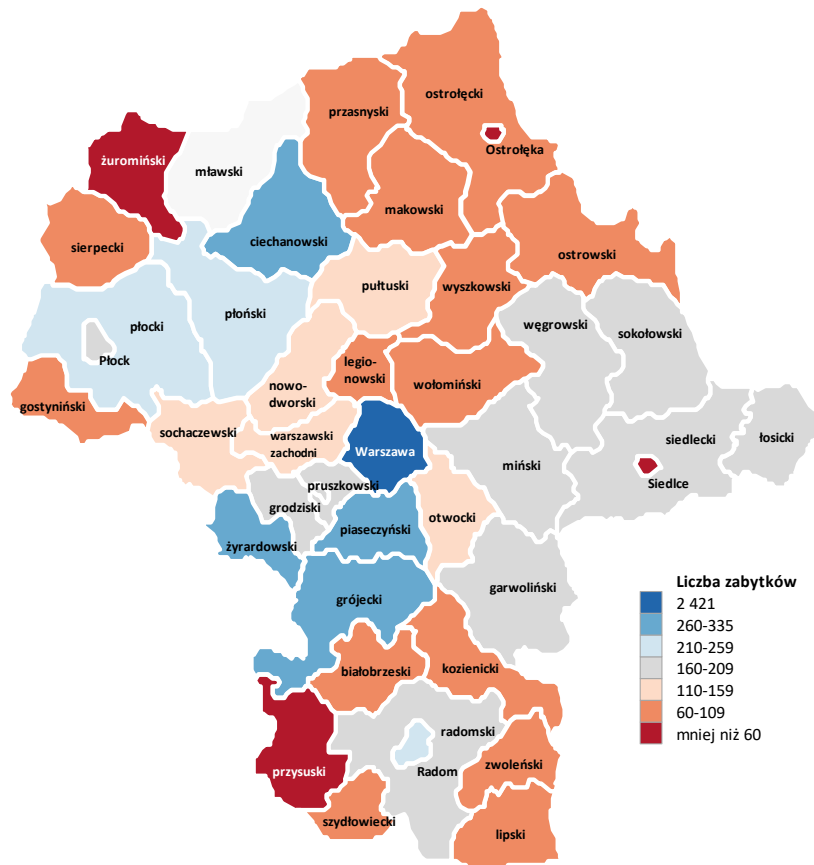 ostrołęcki
przasnyski
Ostrołęka
żuromiński
mławski
makowski
sierpecki
ciechanowski
ostrowski
pułtuski
wyszkowski
węgrowski
sokołowski
płocki
płoński
Płock
legio-
nowski
wołomiński
gostyniński
nowo-
dworski
sochaczewski
warszawski
zachodni
Warszawa
siedlecki
łosicki
miński
Siedlce
pruszkowski
grodziski
otwocki
piaseczyński
żyrardowski
garwoliński
grójecki
białobrzeski
kozienicki
radomski
Radom
zwoleński
przysuski
szydłowiecki
lipski
Liczba zabytków
2 421
260-335
210-259
160-209
110-159
60-109
mniej niż 60